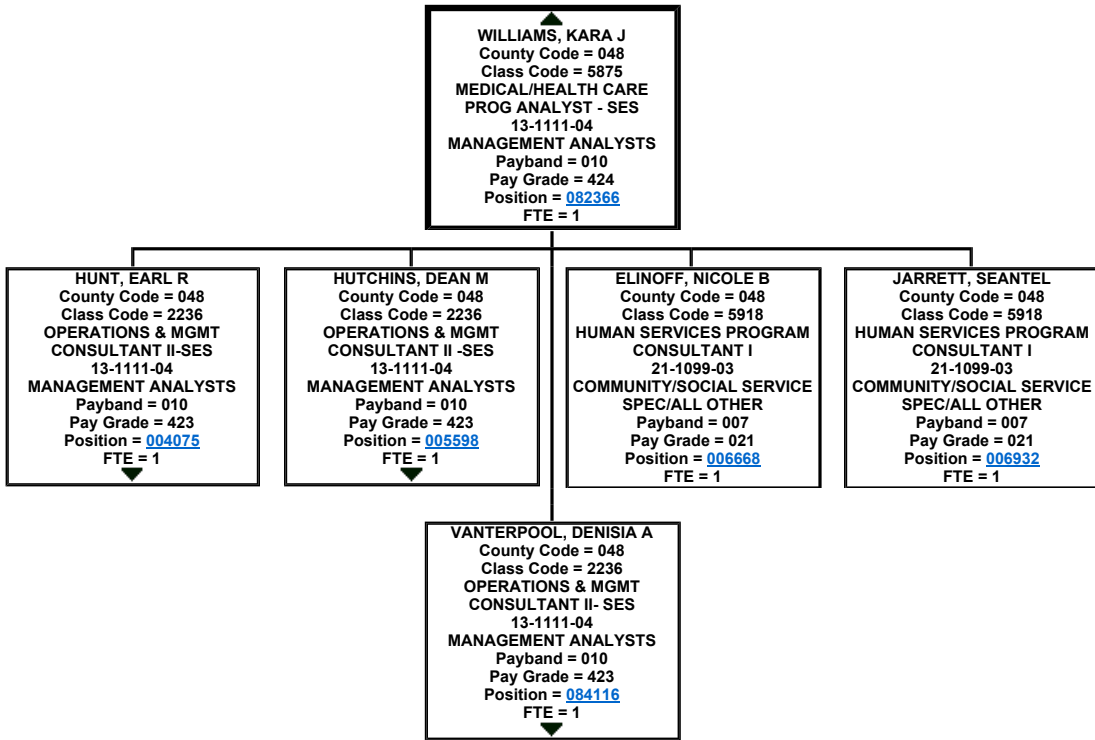 WILLIAMS, KARA J
County Code = 048
Class Code = 5875
MEDICAL/HEALTH CARE
PROG ANALYST - SES
13-1111-04
MANAGEMENT ANALYSTS
Payband = 010
Pay Grade = 424
Position = 082366
FTE = 1
HUNT, EARL R
County Code = 048
Class Code = 2236
OPERATIONS & MGMT
CONSULTANT II-SES
13-1111-04
MANAGEMENT ANALYSTS
Payband = 010
Pay Grade = 423
Position = 004075
FTE = 1
HUTCHINS, DEAN M
County Code = 048
Class Code = 2236
OPERATIONS & MGMT
CONSULTANT II -SES
13-1111-04
MANAGEMENT ANALYSTS
Payband = 010
Pay Grade = 423
Position = 005598
FTE = 1
ELINOFF, NICOLE B
County Code = 048
Class Code = 5918
HUMAN SERVICES PROGRAM
CONSULTANT I
21-1099-03
COMMUNITY/SOCIAL SERVICE
SPEC/ALL OTHER
Payband = 007
Pay Grade = 021
Position = 006668
FTE = 1
JARRETT, SEANTEL
County Code = 048
Class Code = 5918
HUMAN SERVICES PROGRAM
CONSULTANT I
21-1099-03
COMMUNITY/SOCIAL SERVICE
SPEC/ALL OTHER
Payband = 007
Pay Grade = 021
Position = 006932
FTE = 1
VANTERPOOL, DENISIA A
County Code = 048
Class Code = 2236
OPERATIONS & MGMT
CONSULTANT II- SES
13-1111-04
MANAGEMENT ANALYSTS
Payband = 010
Pay Grade = 423
Position = 084116
FTE = 1